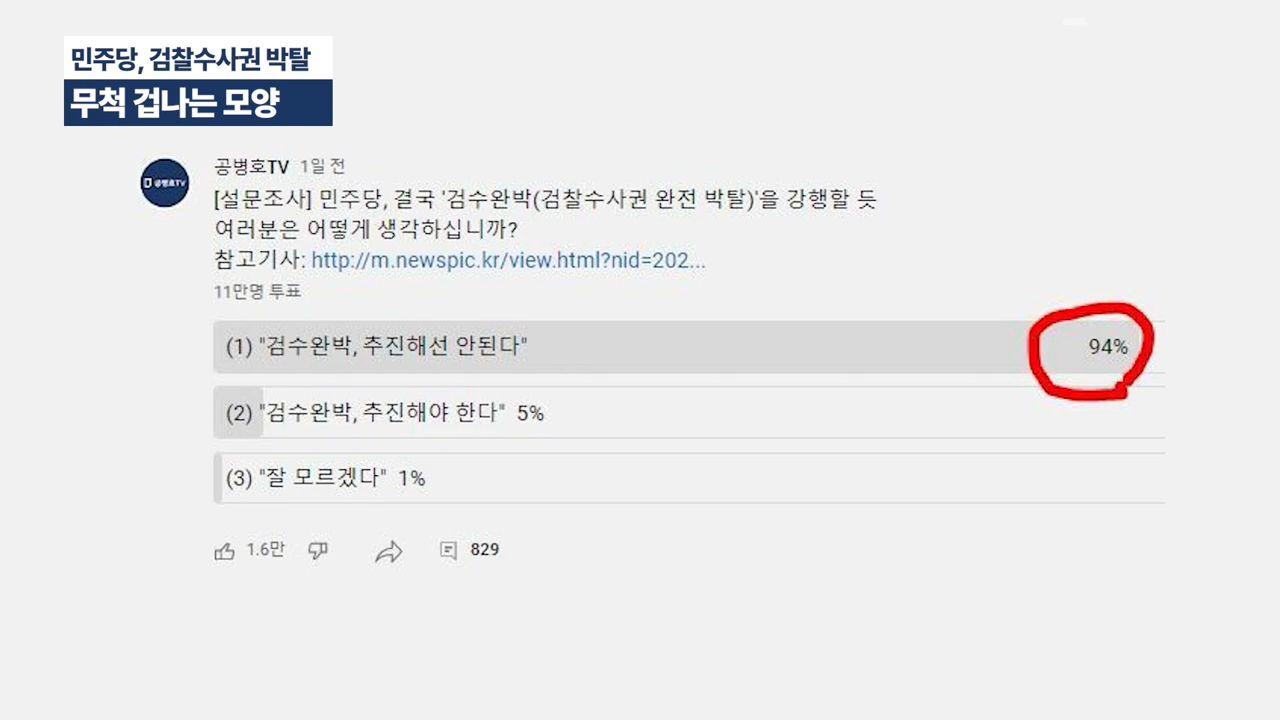 민주당, 검찰수사권 박탈
무척 겁나는 모양
공병호TV
공병호TV 1일 전
[설문조사] 민주당, 결국 '검수완박(검찰수사권 완전 박탈)'을 강행할 듯
여러분은 어떻게 생각하십니까?
참고기사: http://m.newspic.kr/view.html?nid=202...
11만명 투표
(1) "검수완박, 추진해선 안된다" 94%
(2) "검수완박, 추진해야 한다" 5%
(3) "잘 모르겠다" 1%
1.6만 829